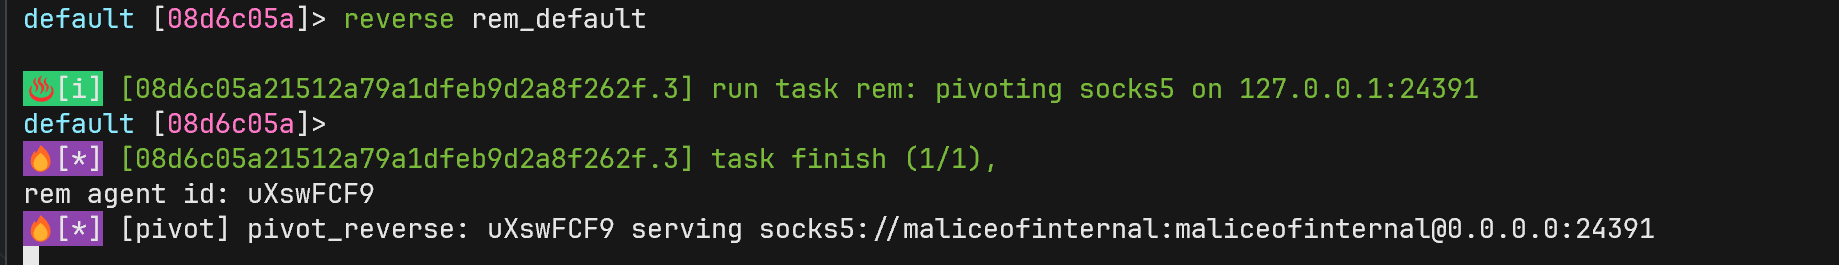 default [08d6c05a]> reverse rem_default
[i] [08d6c05a21512a79a1dfeb9d2a8f262f.3] run task rem: pivoting socks5 on 127.0.0.1:24391
default [08d6c05a]>
[*] [08d6c05a21512a79a1dfeb9d2a8f262f.3] task finish (1/1),
rem agent id: uXswFCF9
[*] [pivot] pivot_reverse: uXswFCF9 serving socks5://maliceofinternal:maliceofinternal@0.0.0.0:24391